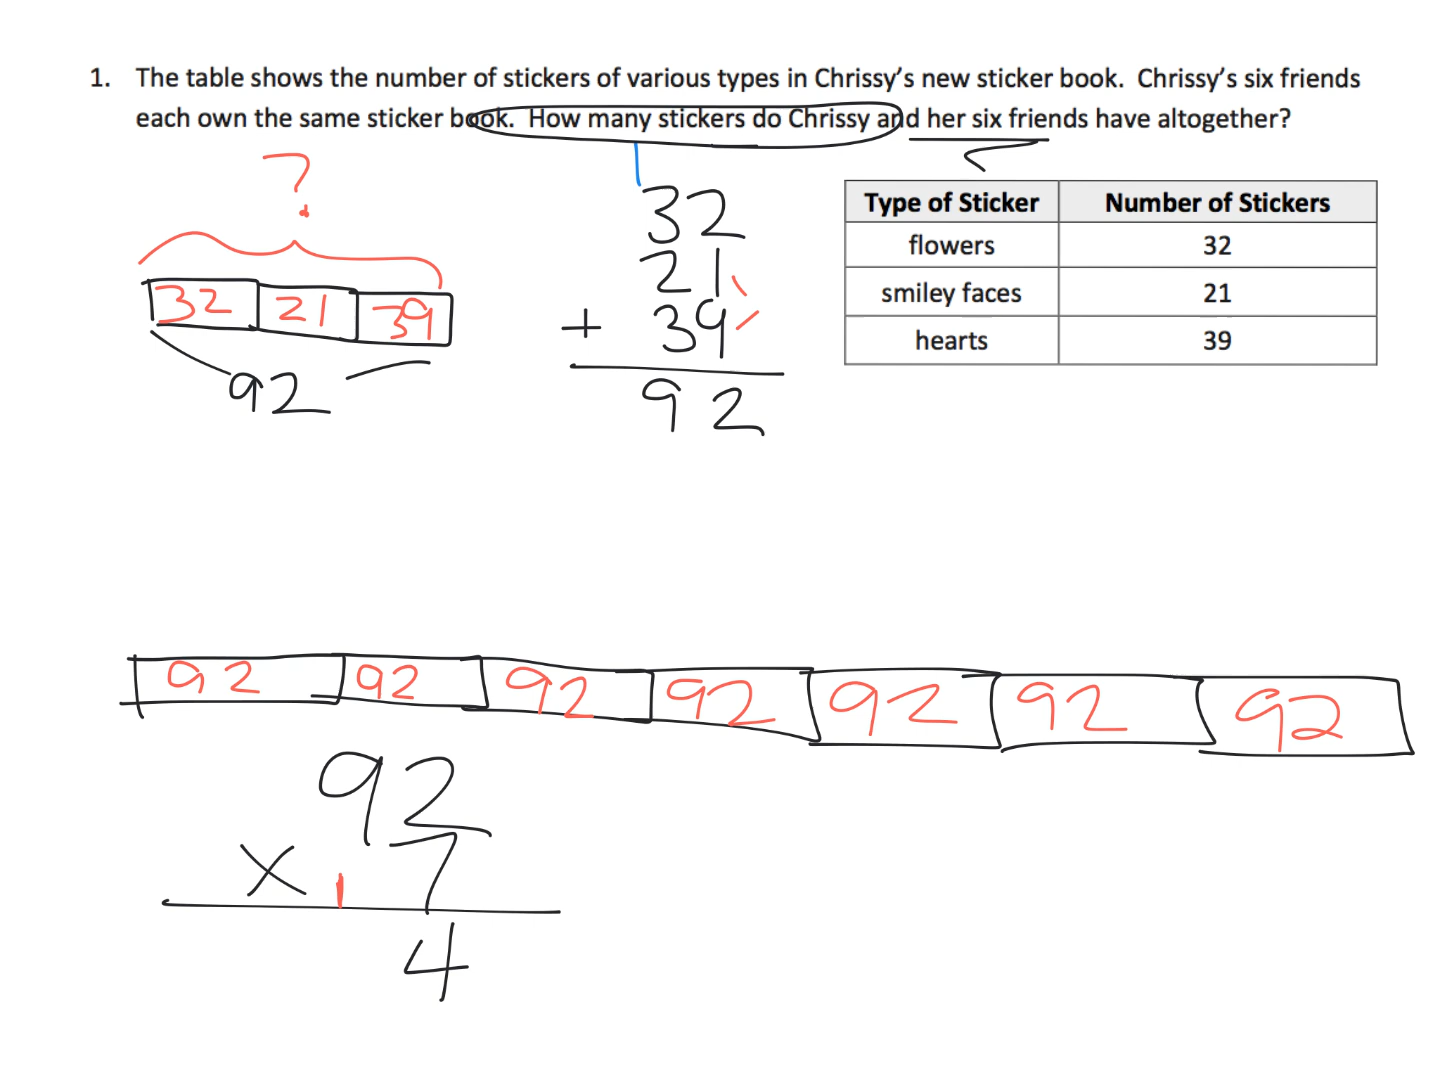 1. The table shows the number of stickers of various types in Chrissy's new sticker book. Chrissy's six friends
each own the same sticker book. How many stickers do Chrissy and her six friends have altogether?
?
32 21 39
92
32
21
+ 39
92
Type of Sticker Number of Stickers
flowers 32
smiley faces 21
hearts 39
92 92 92 92 92 92 92
92
x 7
1
4